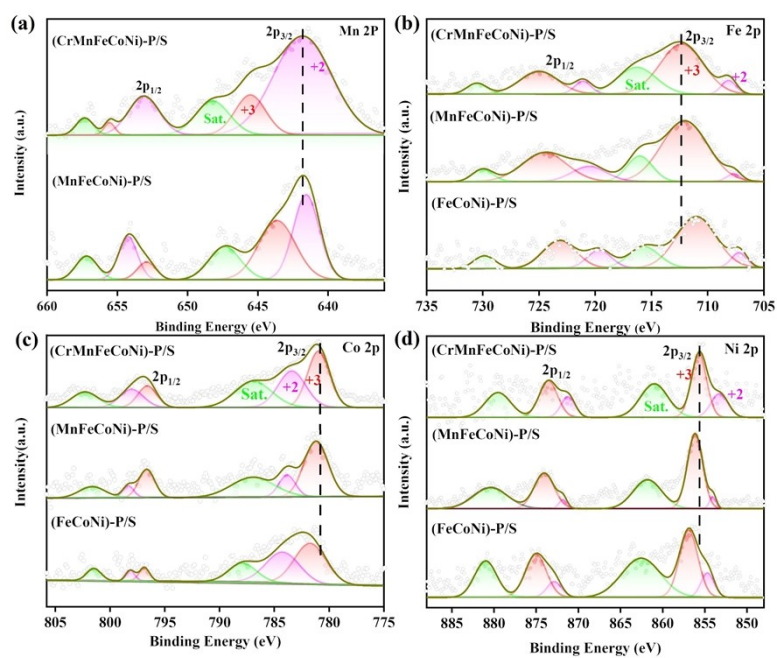 (a)
(CrMnFeCoNi)-P/S
2p3/2
Mn 2P
+2
2p1/2
Sat.
+3
(MnFeCoNi)-P/S
Intensity (a.u.)
660 655 650 645 640
Binding Energy (eV)
(b)
(CrMnFeCoNi)-P/S
2p3/2
Fe 2p
2p1/2
+3
Sat.
+2
(MnFeCoNi)-P/S
(FeCoNi)-P/S
Intensity (a.u.)
735 730 725 720 715 710 705
Binding Energy (eV)
(c)
(CrMnFeCoNi)-P/S
2p3/2
Co 2p
2p1/2
+2
+3
Sat.
(MnFeCoNi)-P/S
(FeCoNi)-P/S
Intensity(a.u.)
805 800 795 790 785 780 775
Binding Energy (eV)
(d)
(CrMnFeCoNi)-P/S
2p3/2
Ni 2p
2p1/2
+3
Sat.
+2
(MnFeCoNi)-P/S
(FeCoNi)-P/S
Intensity (a.u.)
885 880 875 870 865 860 855 850
Binding Energy (eV)